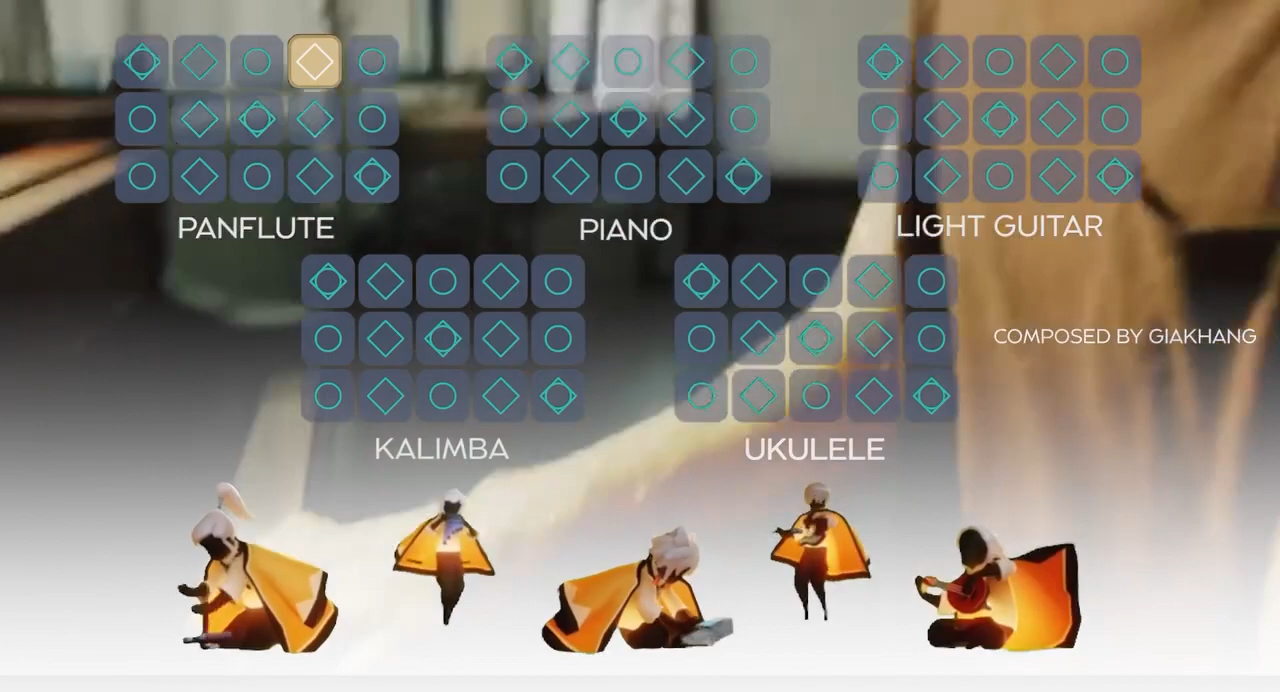 PANFLUTE
PIANO
LIGHT GUITAR
COMPOSED BY GIAKHANG
KALIMBA
UKULELE